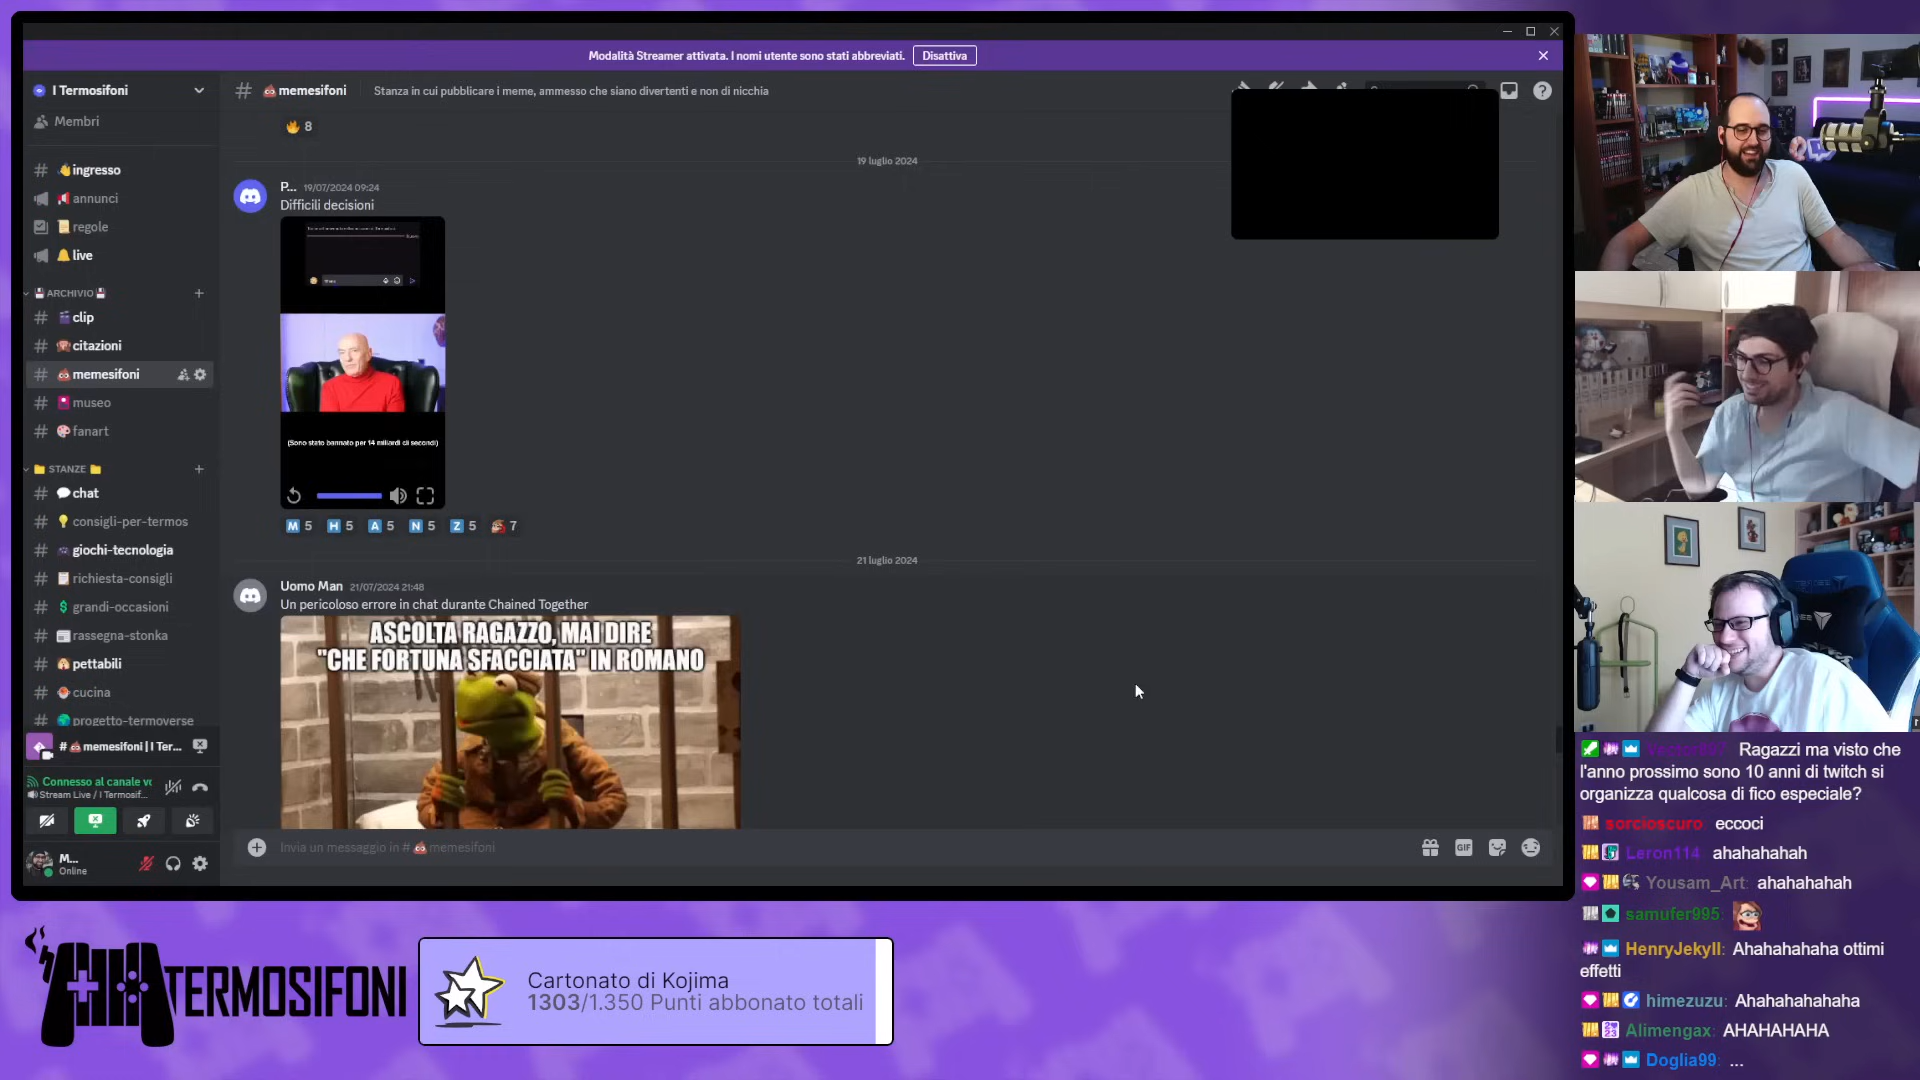 Modalità Streamer attivata. I nomi utente sono stati abbreviati.
Disattiva
I Termosifoni
Membri
ingresso
annunci
regole
live
ARCHIVIO
clip
citazioni
memesifoni
museo
fanart
STANZE
chat
consigli-per-termos
giochi-tecnologia
richiesta-consigli
grandi-occasioni
rassegna-stonka
pettabili
cucina
progetto-termoverse
# memesifoni | I Ter...
Connesso al canale vo
Stream Live / I Termosif...
M...
Online
# memesifoni
Stanza in cui pubblicare i meme, ammesso che siano divertenti e non di nicchia
8
19 luglio 2024
P... 19/07/2024 09:24
Difficili decisioni
(Sono stato bannato per 14 miliardi di secondi)
M 5 H 5 A 5 N 5 Z 5 7
21 luglio 2024
Uomo Man 21/07/2024 21:48
Un pericoloso errore in chat durante Chained Together
ASCOLTA RAGAZZO, MAI DIRE
"CHE FORTUNA SFACCIATA" IN ROMANO
Invia un messaggio in # memesifoni
GIF
Ragazzi ma visto che
l'anno prossimo sono 10 anni di twitch si
organizza qualcosa di fico especiale?
sorcioscuro: eccoci
Leron114: ahahahahah
Yousam_Art: ahahahahah
samufer995:
HenryJekyll: Ahahahahaha ottimi
effetti
himezuzu: Ahahahahahaha
Alimengax: AHAHAHAHA
Doglia99: ...
TERMOSIFONI
Cartonato di Kojima
1303/1.350 Punti abbonato totali